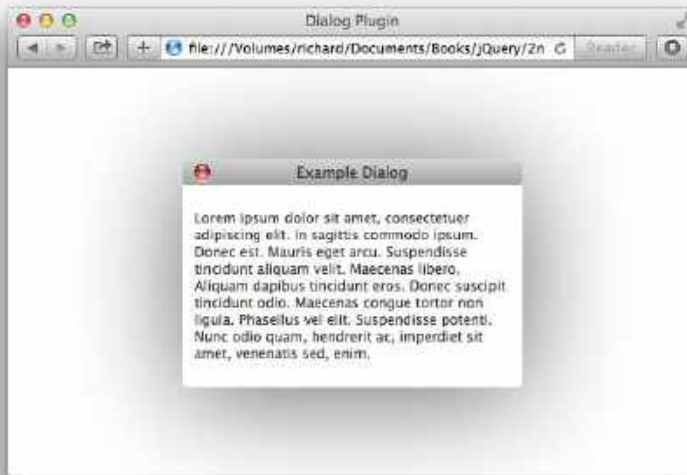 Dialog Plugin
file:///Volumes/richard/Documents/Books/jQuery/2n
Reader
Example Dialog
Lorem ipsum dolor sit amet, consectetuer
adipiscing elit. In sagittis commodo ipsum.
Donec est. Mauris eget arcu. Suspendisse
tincidunt aliquam velit. Maecenas libero.
Aliquam dapibus tincidunt eros. Donec suscipit
tincidunt odio. Maecenas congue tortor non
ligula. Phasellus vel elit. Suspendisse potenti.
Nunc odio quam, hendrerit ac, imperdiet sit
amet, venenatis sed, enim.